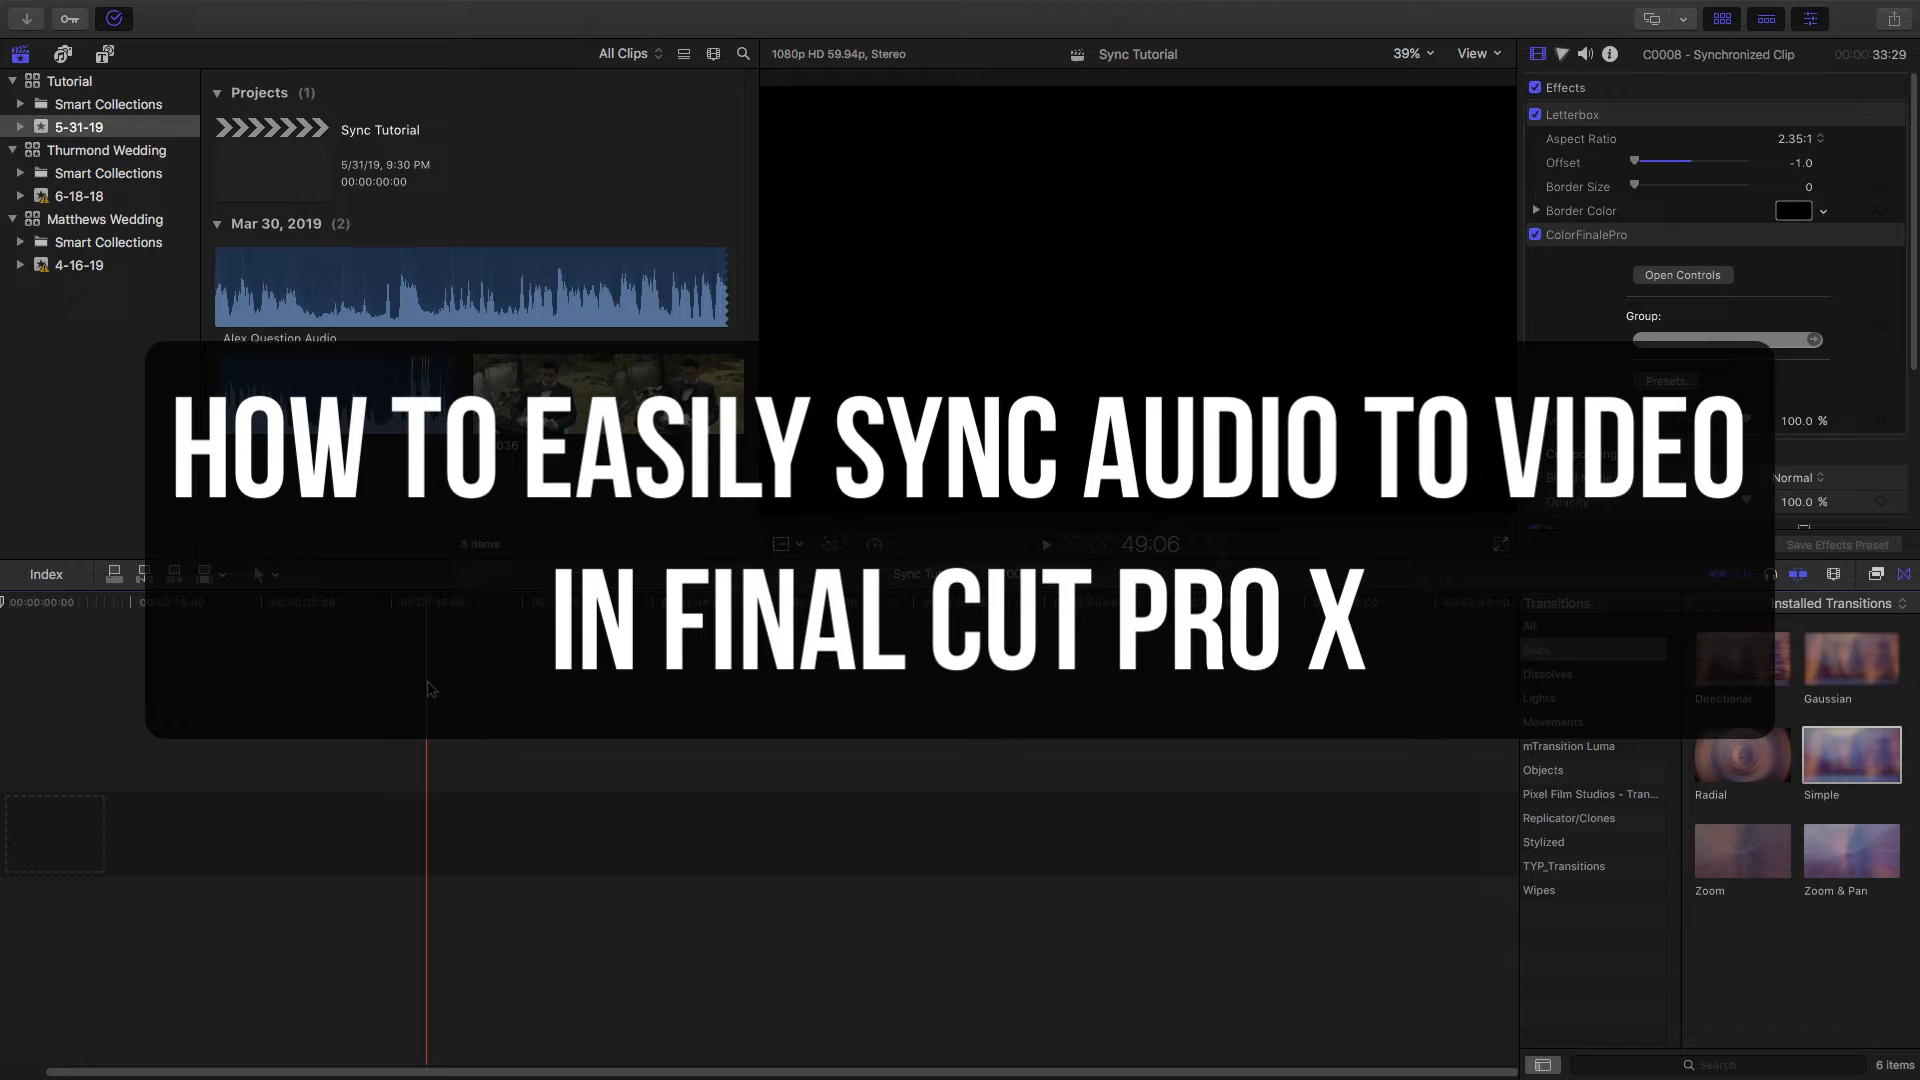 All Clips
1080p HD 59.94p, Stereo
Sync Tutorial
39%
View
C0008 - Synchronized Clip
00:00:33:29
Tutorial
Smart Collections
5-31-19
Thurmond Wedding
Smart Collections
6-18-18
Matthews Wedding
Smart Collections
4-16-19
Projects (1)
Sync Tutorial
5/31/19, 9:30 PM
00:00:00:00
Mar 30, 2019 (2)
Alex Question Audio
Effects
Letterbox
Aspect Ratio
2.35:1
Offset
-1.0
Border Size
0
Border Color
ColorFinalePro
Open Controls
Group:
Presets
100.0 %
Normal
Opacity
100.0 %
HOW TO EASILY SYNC AUDIO TO VIDEO
IN FINAL CUT PRO X
3 items
49:06
Save Effects Preset
Index
00:00:00:00
Transitions
Installed Transitions
All
Blurs
Dissolves
Lights
Movements
mTransition Luma
Objects
Pixel Film Studios - Tran...
Replicator/Clones
Stylized
TYP_Transitions
Wipes
Directional
Gaussian
Radial
Simple
Zoom
Zoom & Pan
Search
6 items